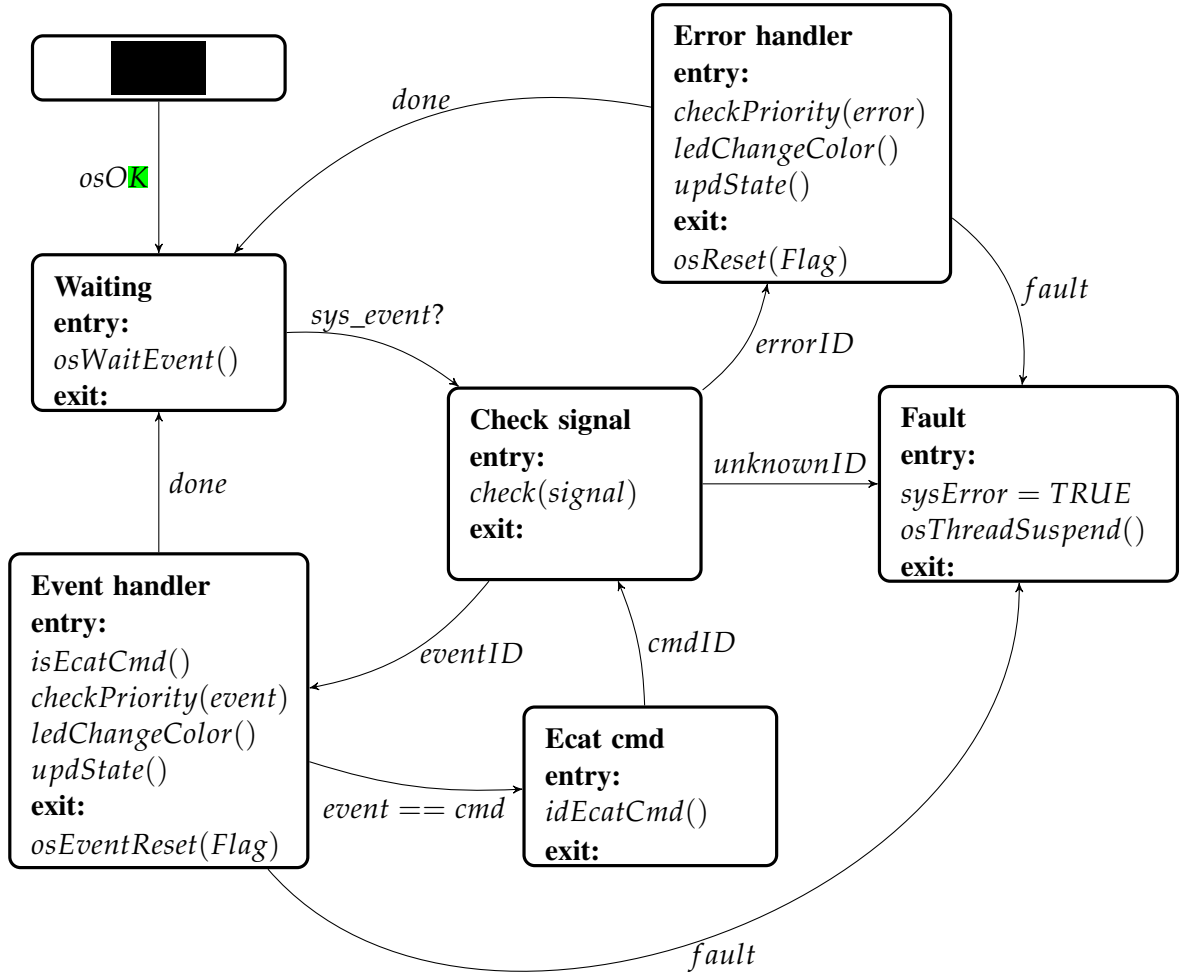 osOK
Waiting
entry:
osWaitEvent()
exit:
sys_event?
done
Error handler
entry:
checkPriority(error)
ledChangeColor()
updState()
exit:
osReset(Flag)
fault
errorID
Check signal
entry:
check(signal)
exit:
unknownID
Fault
entry:
sysError = TRUE
osThreadSuspend()
exit:
done
Event handler
entry:
isEcatCmd()
checkPriority(event)
ledChangeColor()
updState()
exit:
osEventReset(Flag)
eventID
cmdID
Ecat cmd
entry:
idEcatCmd()
exit:
event == cmd
fault